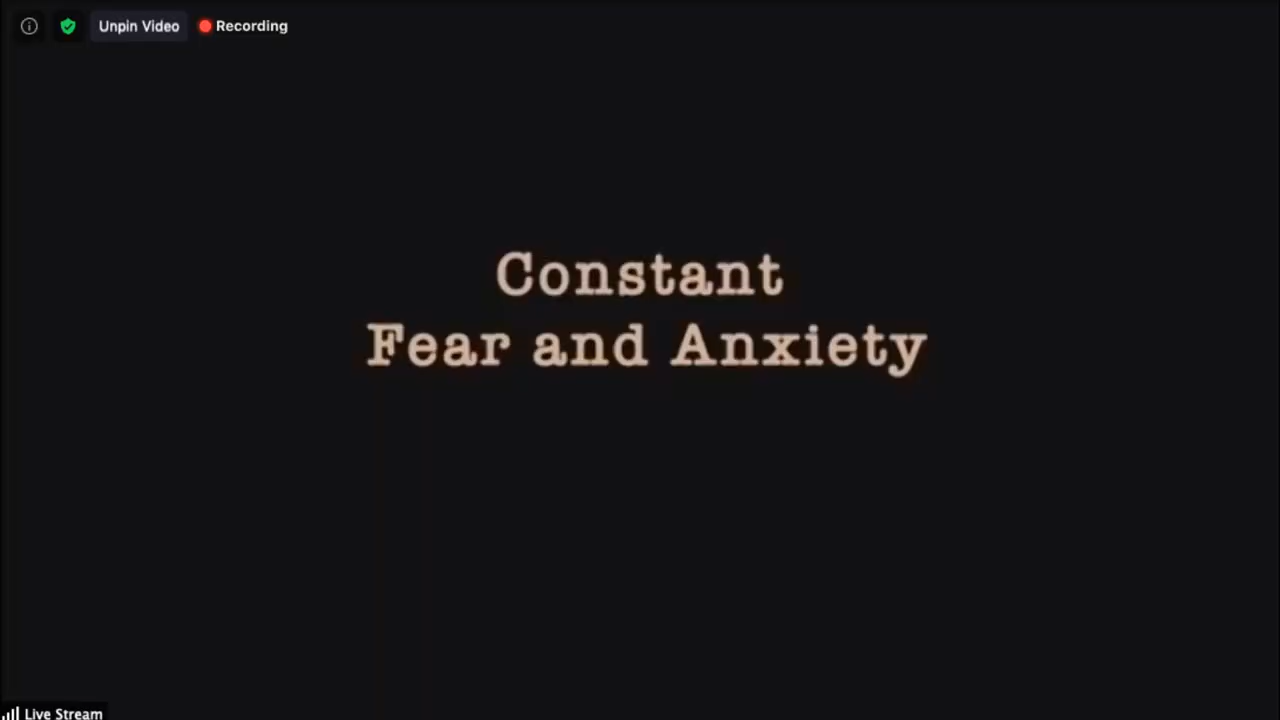 Unpin Video Recording
Constant
Fear and Anxiety
Live Stream